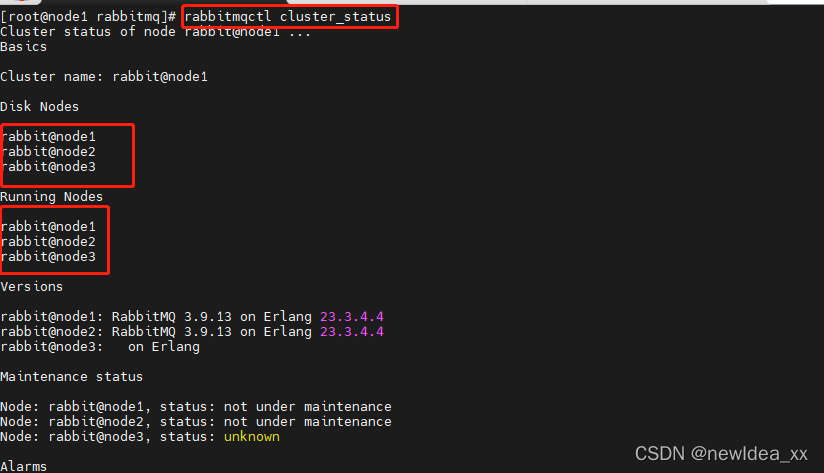 [root@node1 rabbitmq]# rabbitmqctl cluster_status
Cluster status of node rabbit@node1 ...
Basics
Cluster name: rabbit@node1
Disk Nodes
rabbit@node1
rabbit@node2
rabbit@node3
Running Nodes
rabbit@node1
rabbit@node2
rabbit@node3
Versions
rabbit@node1: RabbitMQ 3.9.13 on Erlang 23.3.4.4
rabbit@node2: RabbitMQ 3.9.13 on Erlang 23.3.4.4
rabbit@node3:   on Erlang
Maintenance status
Node: rabbit@node1, status: not under maintenance
Node: rabbit@node2, status: not under maintenance
Node: rabbit@node3, status: unknown
CSDN @newIdea_xx
Alarms